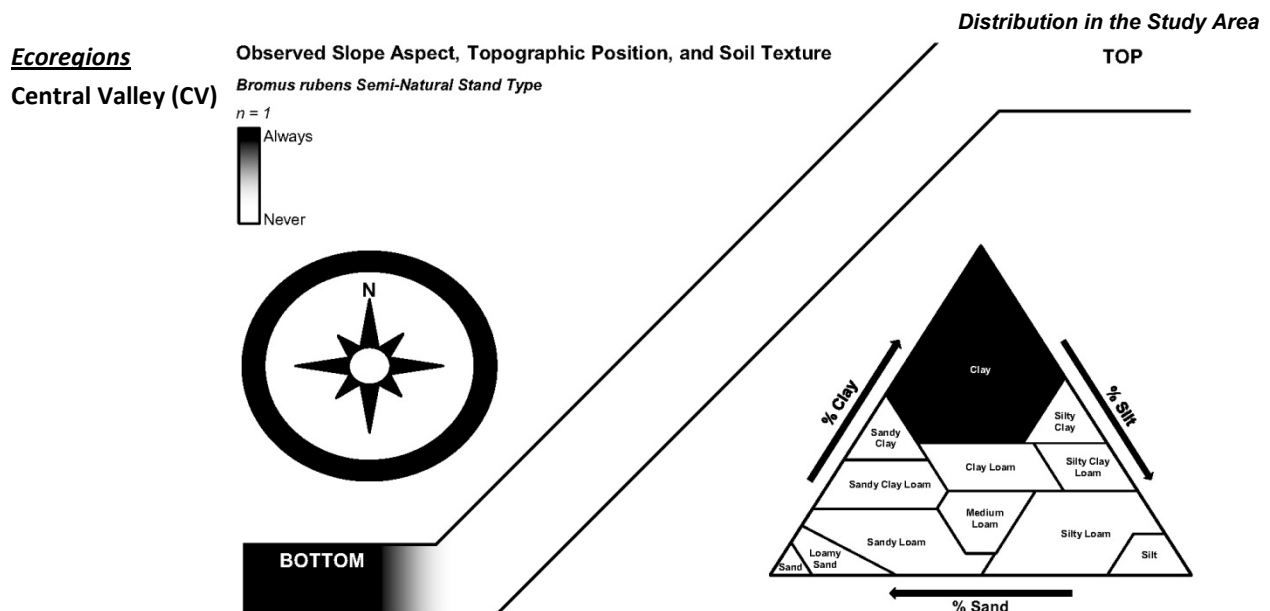 Distribution in the Study Area
Ecoregions
Central Valley (CV)
Observed Slope Aspect, Topographic Position, and Soil Texture
Bromus rubens Semi-Natural Stand Type
n = 1
Always
Never
TOP
N
BOTTOM
% Clay
% Silt
Clay
Sandy
Clay
Silty
Clay
Clay Loam
Silty Clay
Loam
Sandy Clay Loam
Medium
Loam
Sandy Loam
Silty Loam
Sand
Loamy
Sand
Silt
% Sand